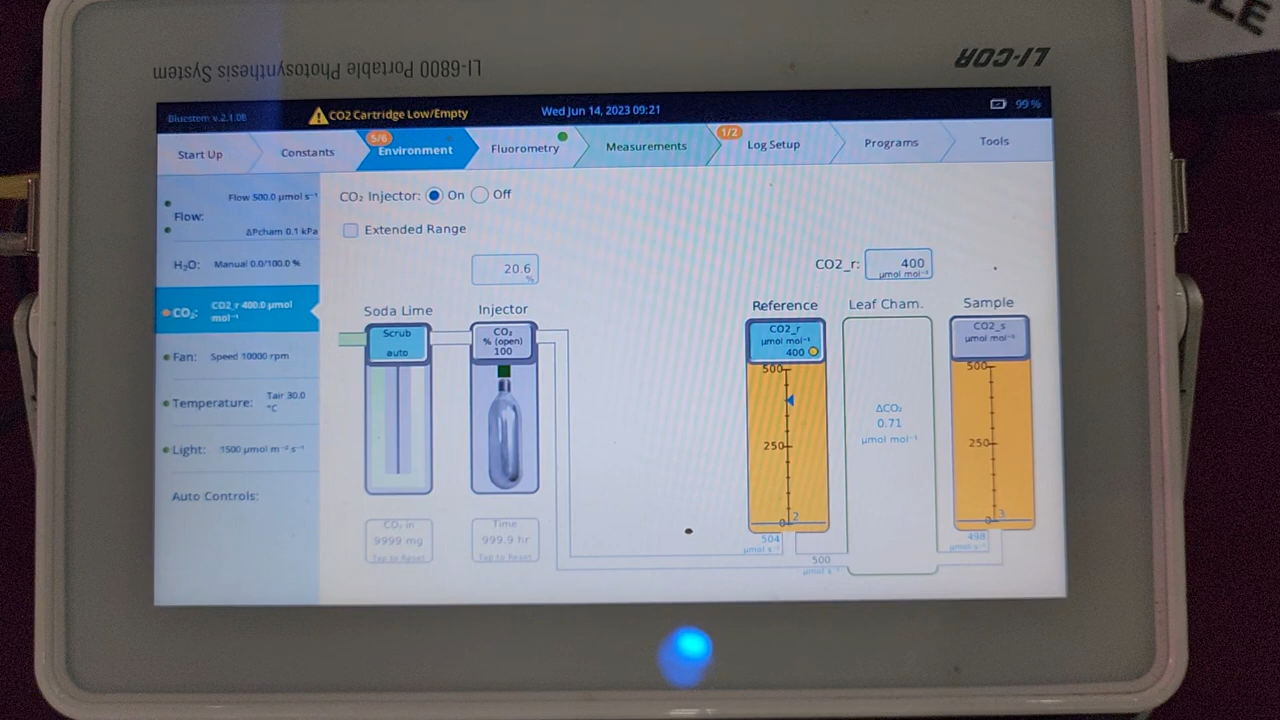 LI-6800 Portable Photosynthesis System
LI-COR
LE
Bluestem v.2.1.08
CO2 Cartridge Low/Empty
Wed Jun 14, 2023 09:21
99%
Start Up
Constants
5/6
Environment
Fluorometry
Measurements
1/2
Log Setup
Programs
Tools
Flow 500.0 µmol s⁻¹
Flow:
ΔPcham 0.1 kPa
H₂O: Manual 0.0/100.0 %
CO₂: CO2_r 400.0 µmol
mol⁻¹
Fan: Speed 10000 rpm
Temperature: Tair 30.0
°C
Light: 1500 µmol m⁻² s⁻¹
Auto Controls:
CO₂ Injector: On Off
Extended Range
20.6
%
CO2_r: 400
µmol mol⁻¹
Soda Lime
Injector
Reference
Leaf Cham.
Sample
Scrub
auto
CO₂
% (open)
100
CO2_r
µmol mol⁻¹
400
500
250
0
2
ΔCO₂
0.71
µmol mol⁻¹
CO2_s
µmol mol⁻¹
500
250
0
3
CO₂ in
9999 mg
Tap to Reset
Time
999.9 hr
Tap to Reset
504
µmol s⁻¹
500
µmol s⁻¹
498
µmol s⁻¹